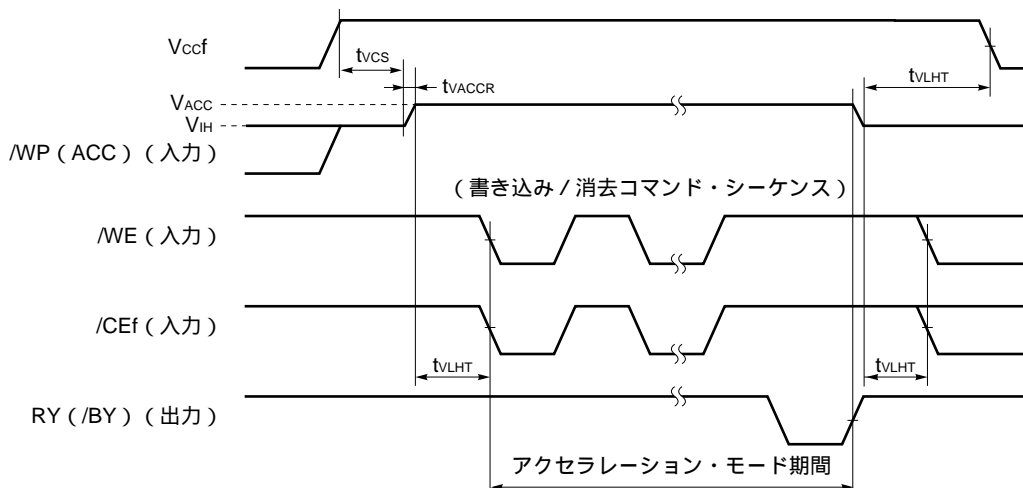 Vccf
tVCS
tVLHT
tVACCR
VACC
VIH
/WP（ACC）（入力）
（書き込み / 消去コマンド・シーケンス）
/WE（入力）
/CEf（入力）
tVLHT
tVLHT
RY（/BY）（出力）
アクセラレーション・モード期間